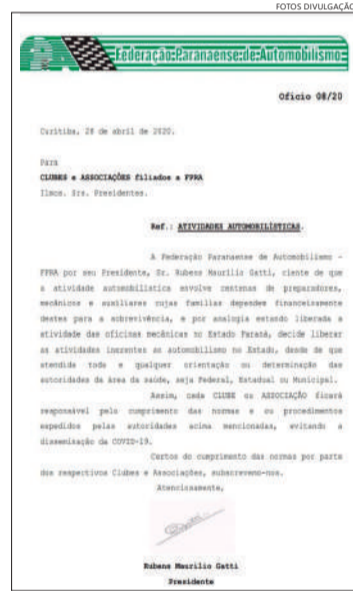 FOTOS DIVULGAÇÃO
Federação Paranaense de Automobilismo
Ofício 08/20
Curitiba, 28 de abril de 2020.
Para
CLUBES e ASSOCIAÇÕES filiados a FPRA
Ilmos. Srs. Presidentes.
Ref.: ATIVIDADES AUTOMOBILÍSTICAS.
A Federação Paranaense de Automobilismo –
FPRA por seu Presidente, Sr. Rubens Maurílio Gatti, ciente de que
a atividade automobilística envolve centenas de preparadores,
mecânicos e auxiliares cujas famílias dependem financeiramente
destes para a sobrevivência, e por analogia estando liberada a
atividade das oficinas mecânicas no Estado Paraná, decide liberar
as atividades inerentes ao automobilismo no Estado, desde de que
atendida toda e qualquer orientação ou determinação das
autoridades da área da saúde, seja Federal, Estadual ou Municipal.
Assim, cada CLUBE ou ASSOCIAÇÃO ficará
responsável pelo cumprimento das normas e ou procedimentos
expedidos pelas autoridades acima mencionadas, evitando a
disseminação da COVID-19.
Certos do cumprimento das normas por parte
dos respectivos Clubes e Associações, subscrevemo-nos.
Atenciosamente,
Rubens Maurílio Gatti
Presidente